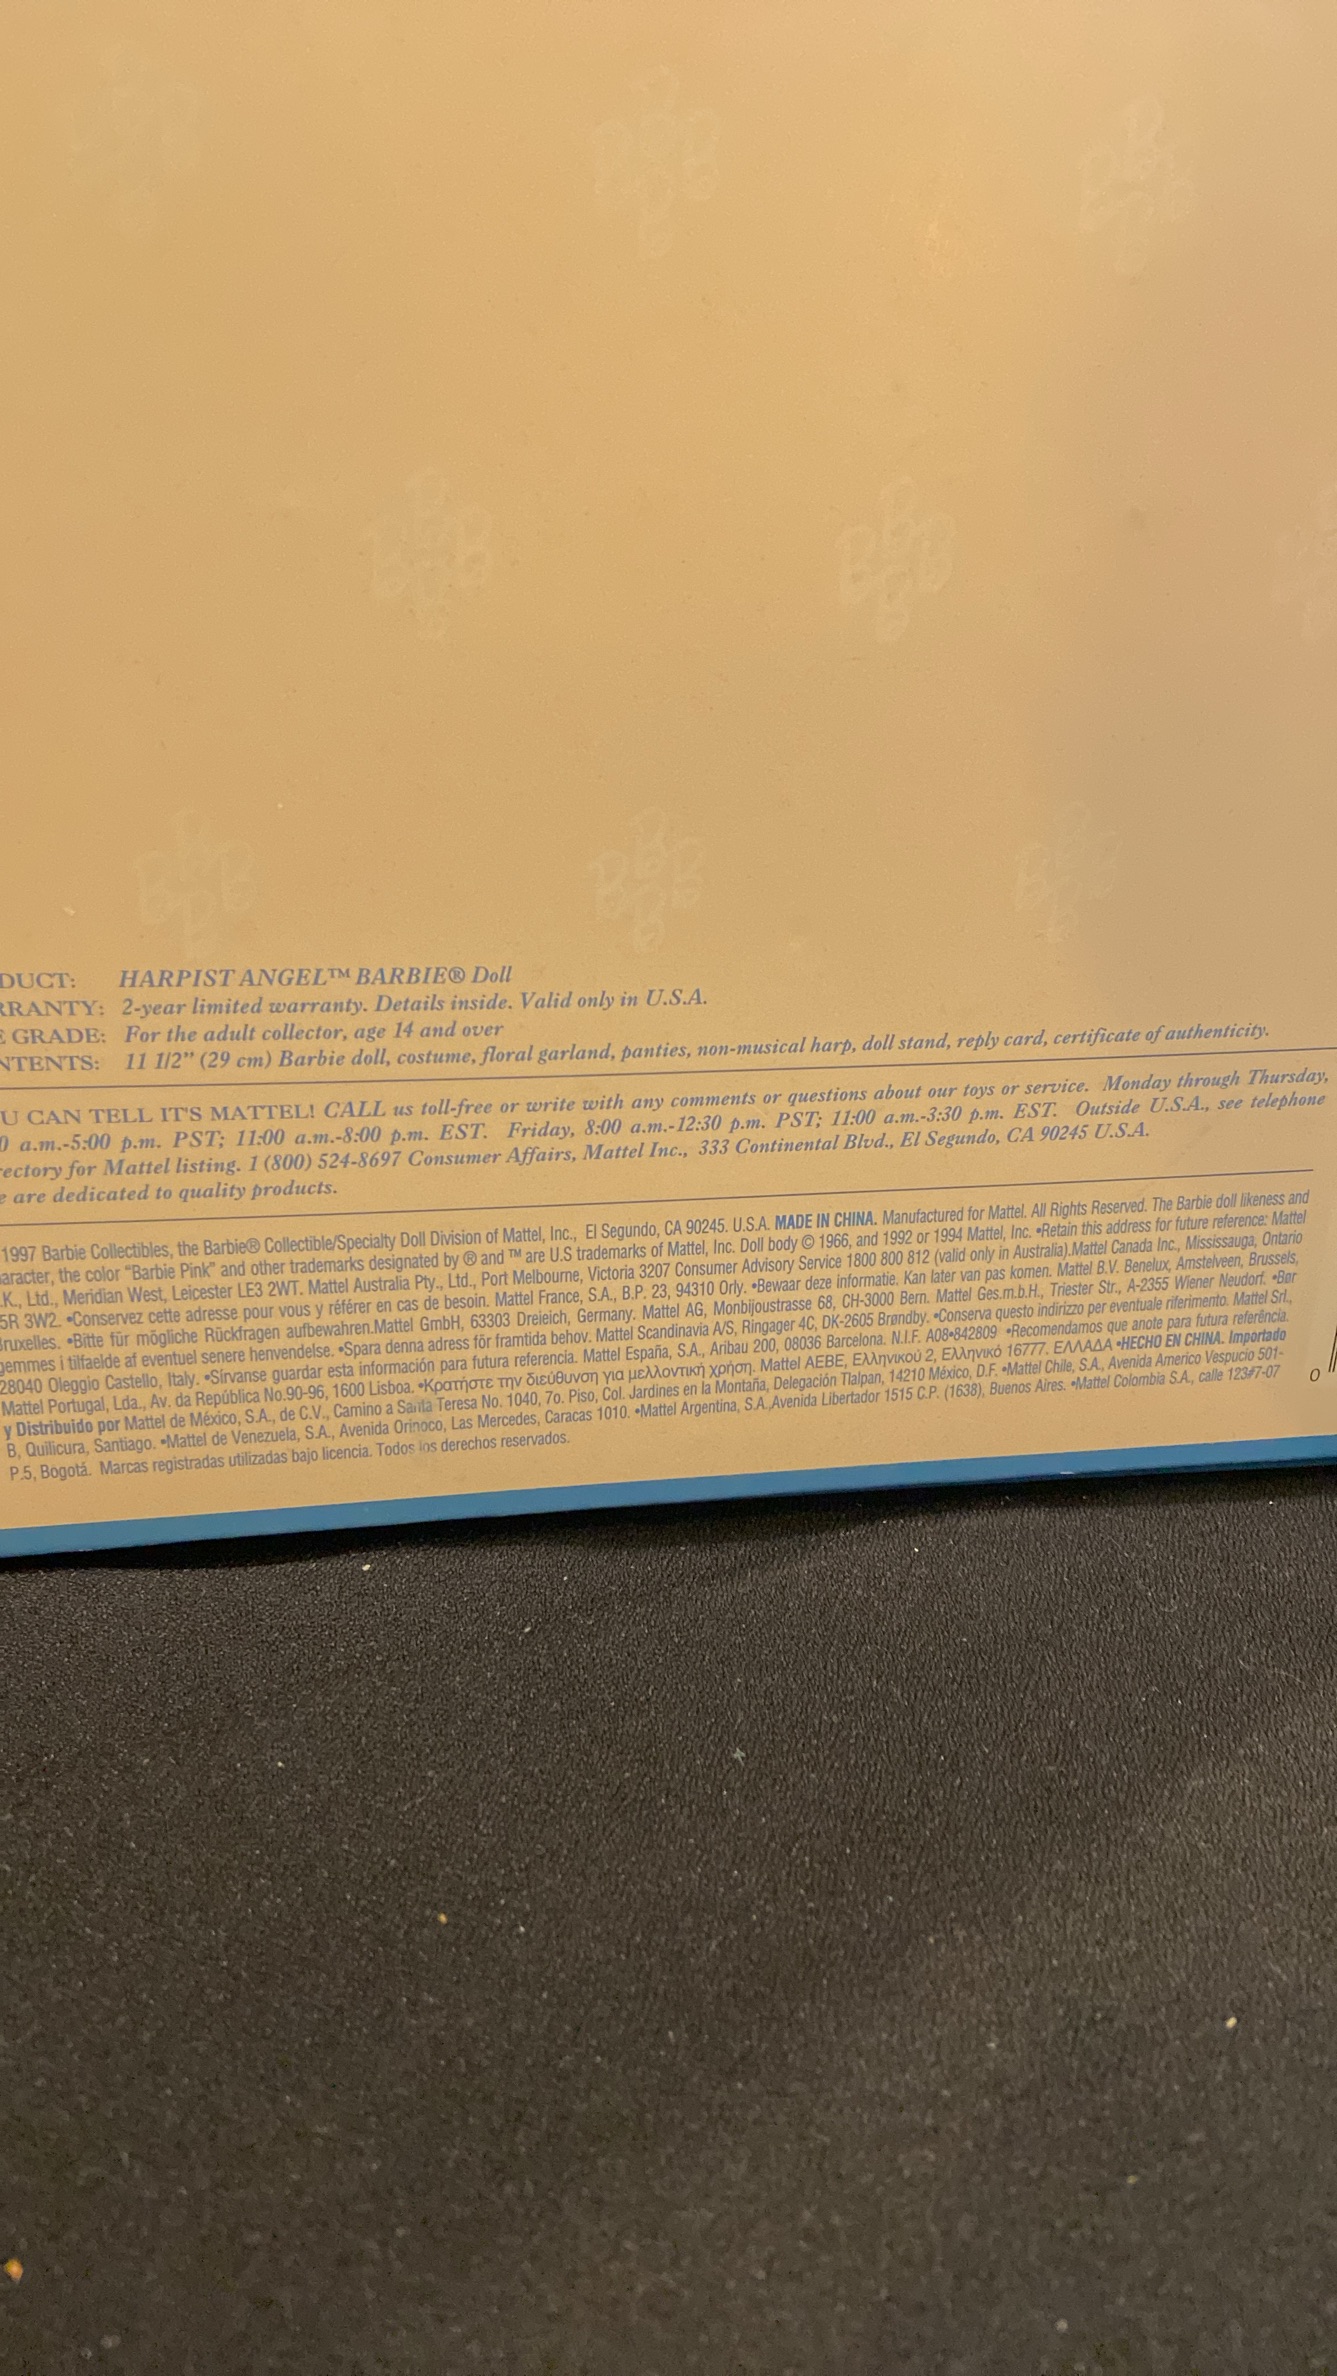 DUCT: HARPIST ANGEL™ BARBIE® Doll
RRANTY: 2-year limited warranty. Details inside. Valid only in U.S.A.
E GRADE: For the adult collector, age 14 and over
NTENTS: 11 1/2” (29 cm) Barbie doll, costume, floral garland, panties, non-musical harp, doll stand, reply card, certificate of authenticity.
U CAN TELL IT'S MATTEL! CALL us toll-free or write with any comments or questions about our toys or service. Monday through Thursday,
0 a.m.-5:00 p.m. PST; 11:00 a.m.-8:00 p.m. EST. Friday, 8:00 a.m.-12:30 p.m. PST; 11:00 a.m.-3:30 p.m. EST. Outside U.S.A., see telephone
rectory for Mattel listing. 1 (800) 524-8697 Consumer Affairs, Mattel Inc., 333 Continental Blvd., El Segundo, CA 90245 U.S.A.
e are dedicated to quality products.
1997 Barbie Collectibles, the Barbie® Collectible/Specialty Doll Division of Mattel, Inc., El Segundo, CA 90245. U.S.A. MADE IN CHINA. Manufactured for Mattel. All Rights Reserved. The Barbie doll likeness and
aracter, the color “Barbie Pink” and other trademarks designated by ® and ™ are U.S trademarks of Mattel, Inc. Doll body © 1966, and 1992 or 1994 Mattel, Inc. •Retain this address for future reference: Mattel
.K., Ltd., Meridian West, Leicester LE3 2WT. Mattel Australia Pty., Ltd., Port Melbourne, Victoria 3207 Consumer Advisory Service 1800 800 812 (valid only in Australia).Mattel Canada Inc., Mississauga, Ontario
5R 3W2. •Conservez cette adresse pour vous y référer en cas de besoin. Mattel France, S.A., B.P. 23, 94310 Orly. •Bewaar deze informatie. Kan later van pas komen. Mattel B.V. Benelux, Amstelveen, Brussels,
ruxelles. •Bitte für mögliche Rückfragen aufbewahren.Mattel GmbH, 63303 Dreieich, Germany. Mattel AG, Monbijoustrasse 68, CH-3000 Bern. Mattel Ges.m.b.H., Triester Str., A-2355 Wiener Neudorf. •Bør
gemmes i tilfaelde af eventuel senere henvendelse. •Spara denna adress för framtida behov. Mattel Scandinavia A/S, Ringager 4C, DK-2605 Brøndby. •Conserva questo indirizzo per eventuale riferimento. Mattel Srl.,
28040 Oleggio Castello, Italy. •Sírvanse guardar esta información para futura referencia. Mattel España, S.A., Aribau 200, 08036 Barcelona. N.I.F. A08•842809 •Recomendamos que anote para futura referência.
Mattel Portugal, Lda., Av. da República No.90-96, 1600 Lisboa. •Κρατήστε την διεύθυνση για μελλοντική χρήση. Mattel AEBE, Ελληνικού 2, Ελληνικό 16777. ΕΛΛΑΔΑ •HECHO EN CHINA. Importado
y Distribuido por Mattel de México, S.A., de C.V., Camino a Santa Teresa No. 1040, 7o. Piso, Col. Jardines en la Montaña, Delegación Tlalpan, 14210 México, D.F. •Mattel Chile, S.A., Avenida Americo Vespucio 501-
B, Quilicura, Santiago. •Mattel de Venezuela, S.A., Avenida Orinoco, Las Mercedes, Caracas 1010. •Mattel Argentina, S.A.,Avenida Libertador 1515 C.P. (1638), Buenos Aires. •Mattel Colombia S.A., calle 123#7-07
P.5, Bogotá. Marcas registradas utilizadas bajo licencia. Todos los derechos reservados.
0